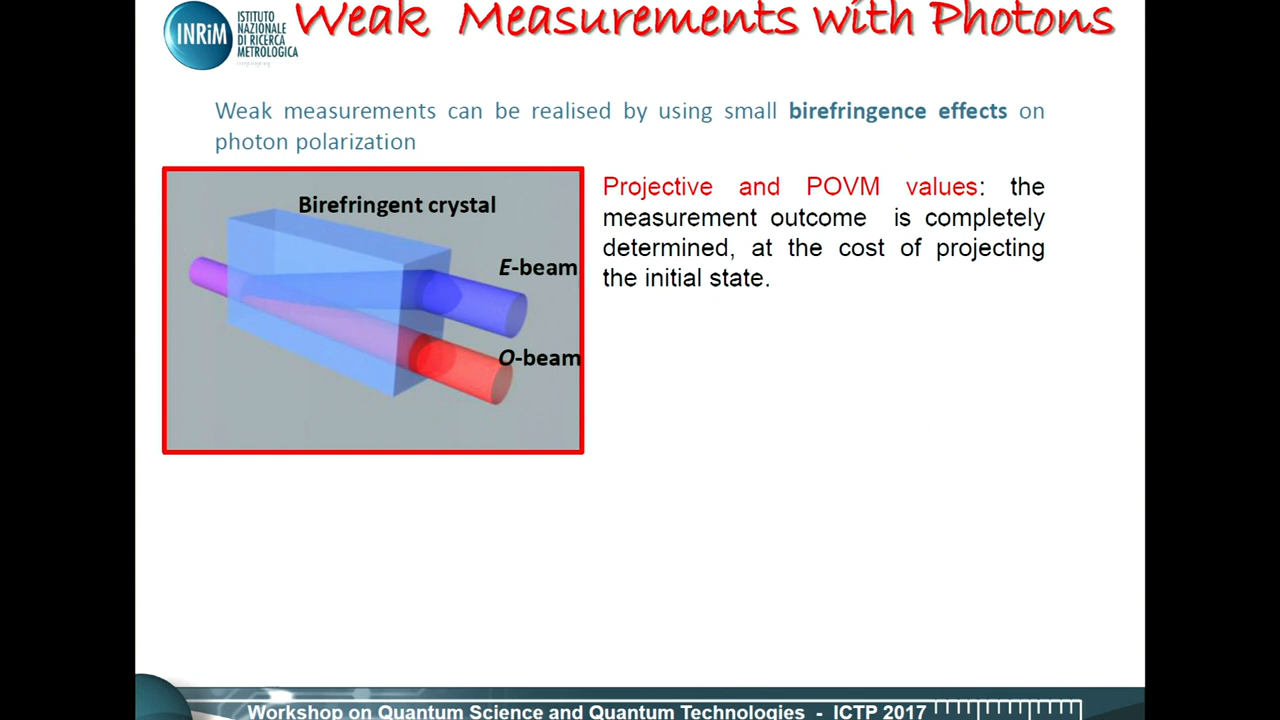 Weak Measurements with Photons
INRiM
ISTITUTO
NAZIONALE
DI RICERCA
METROLOGICA
Weak measurements can be realised by using small birefringence effects on
photon polarization
Birefringent crystal
E-beam
O-beam
Projective and POVM values: the
measurement outcome is completely
determined, at the cost of projecting
the initial state.
Workshop on Quantum Science and Quantum Technologies - ICTP 2017